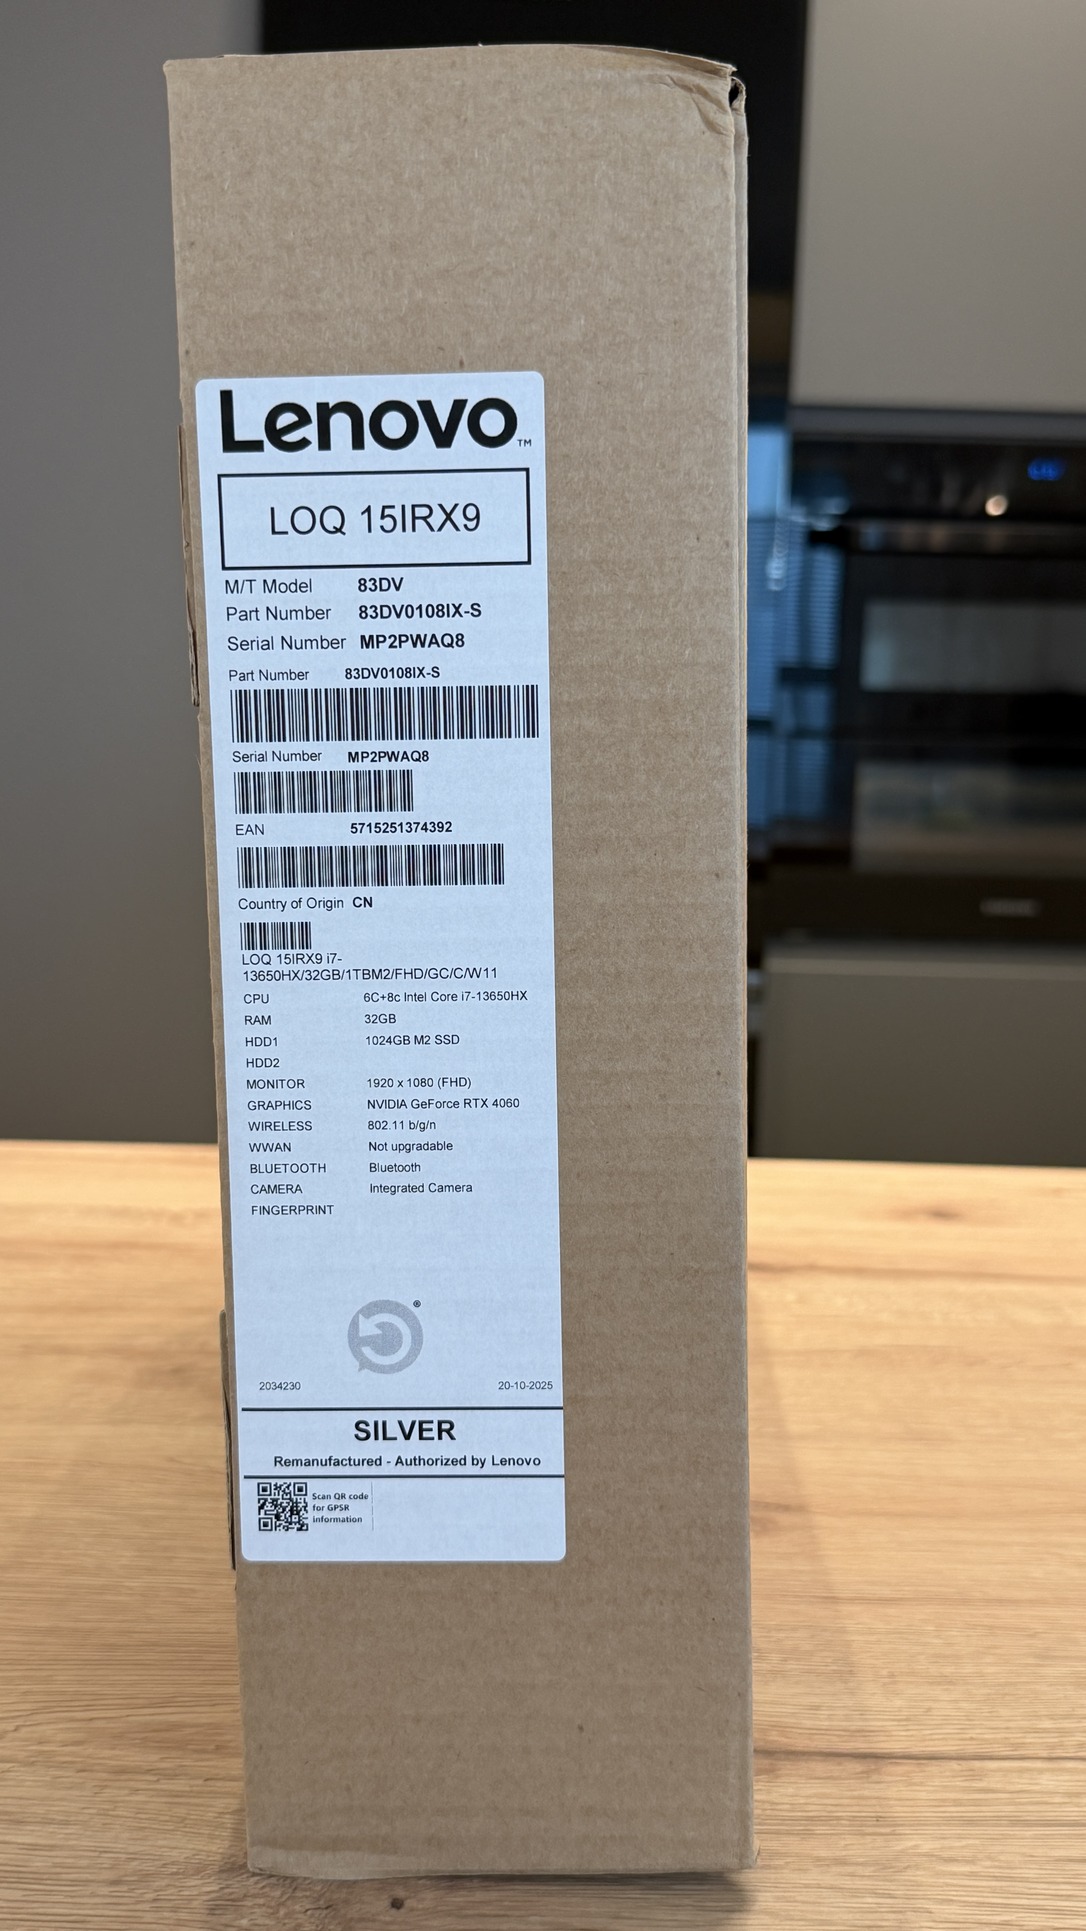 Lenovo™
LOQ 15IRX9
M/T Model 83DV
Part Number 83DV0108IX-S
Serial Number MP2PWAQ8
Part Number 83DV0108IX-S
Serial Number MP2PWAQ8
EAN 5715251374392
Country of Origin CN
LOQ 15IRX9 i7-
13650HX/32GB/1TBM2/FHD/GC/C/W11
CPU 6C+8c Intel Core i7-13650HX
RAM 32GB
HDD1 1024GB M2 SSD
HDD2
MONITOR 1920 x 1080 (FHD)
GRAPHICS NVIDIA GeForce RTX 4060
WIRELESS 802.11 b/g/n
WWAN Not upgradable
BLUETOOTH Bluetooth
CAMERA Integrated Camera
FINGERPRINT
®
2034230 20-10-2025
SILVER
Remanufactured - Authorized by Lenovo
Scan QR code
for GPSR
information